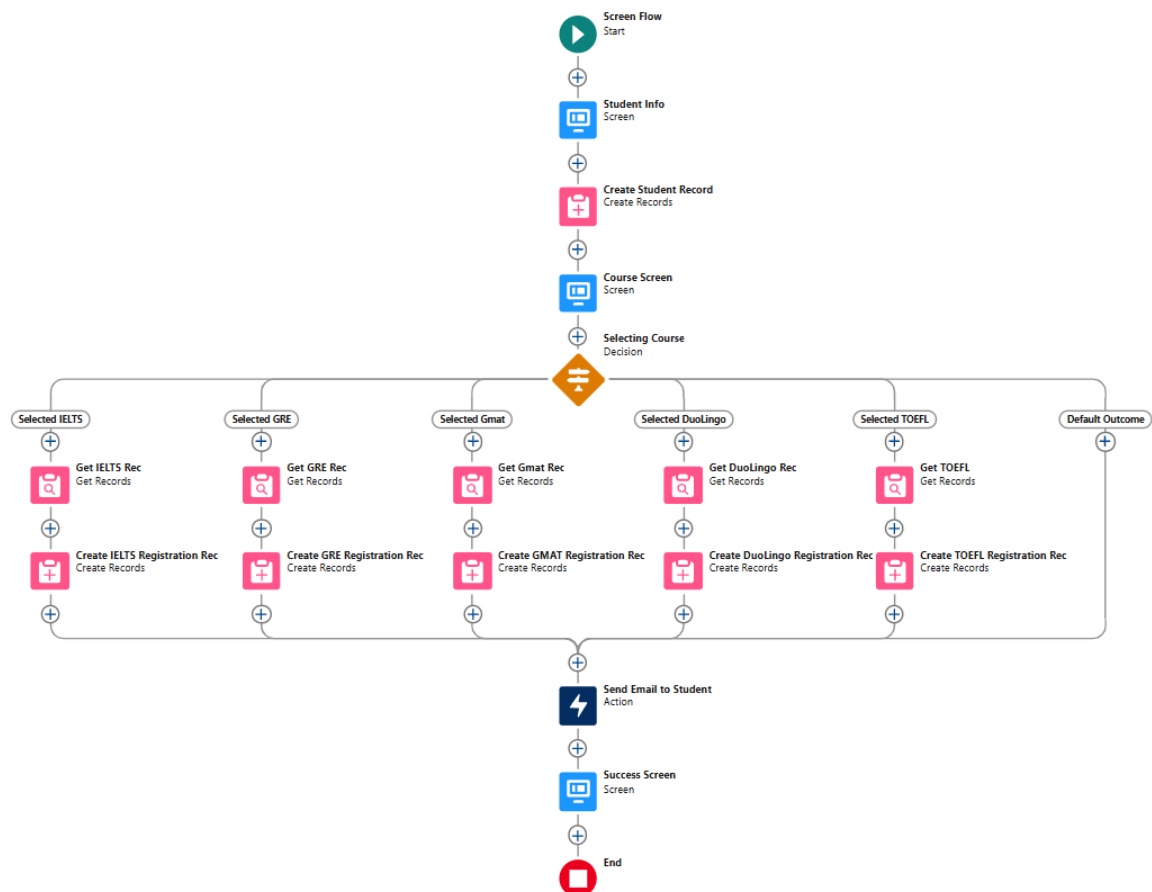 Screen Flow
Start
Student Info
Screen
Create Student Record
Create Records
Course Screen
Screen
Selecting Course
Decision
Selected IELTS
Selected GRE
Selected Gmat
Selected DuoLingo
Selected TOEFL
Default Outcome
Get IELTS Rec
Get Records
Get GRE Rec
Get Records
Get Gmat Rec
Get Records
Get DuoLingo Rec
Get Records
Get TOEFL
Get Records
Create IELTS Registration Rec
Create Records
Create GRE Registration Rec
Create Records
Create GMAT Registration Rec
Create Records
Create DuoLingo Registration Rec
Create Records
Create TOEFL Registration Rec
Create Records
Send Email to Student
Action
Success Screen
Screen
End